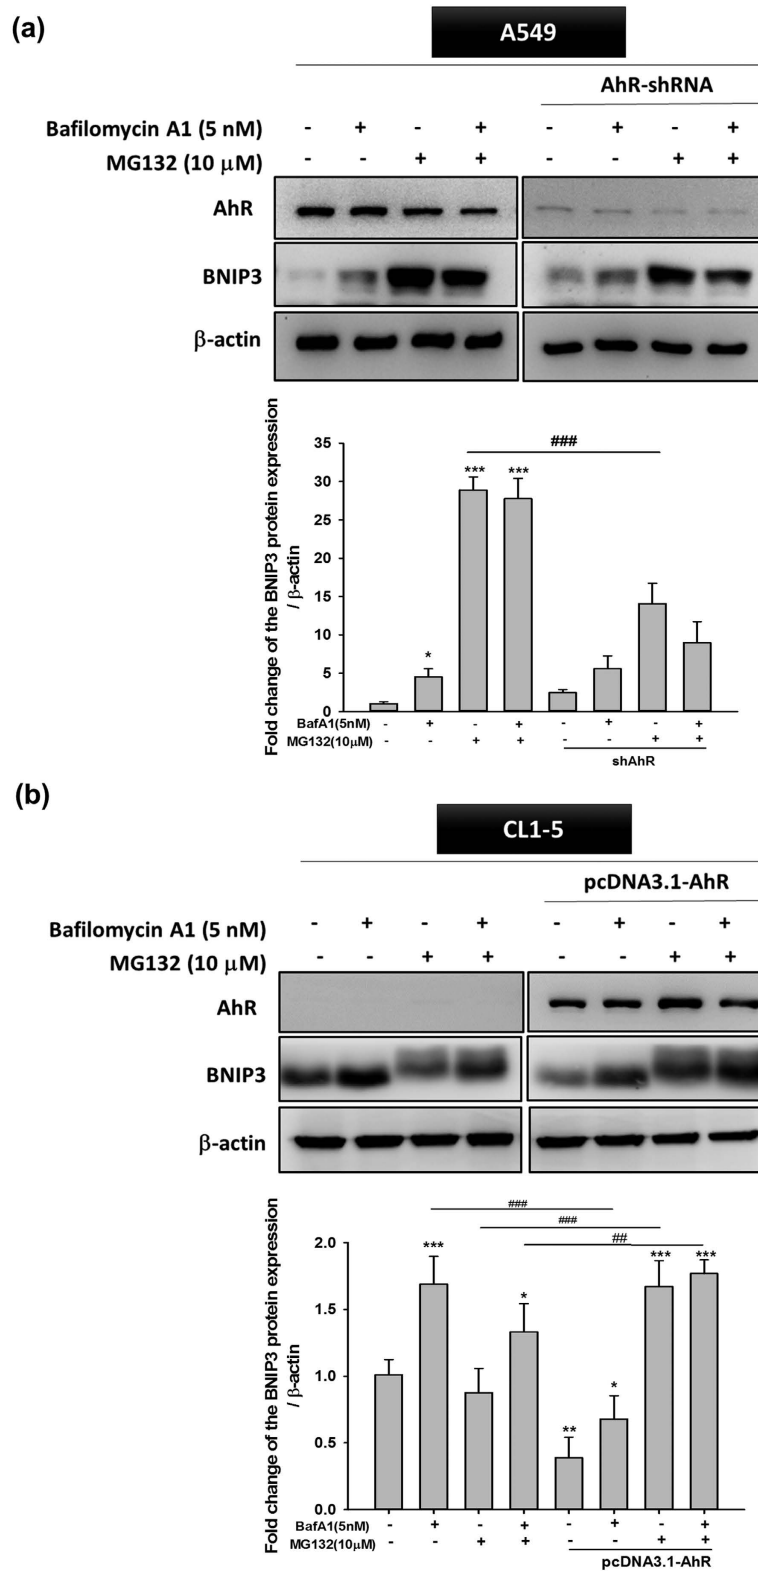 (a)
A549
AhR-shRNA
Bafilomycin A1 (5 nM) - + - + - + - +
MG132 (10 μM) - - + + - - + +
AhR
BNIP3
β-actin
Fold change of the BNIP3 protein expression
/ β-actin
35
30
25
20
15
10
5
0
###
*
***
***
BafA1(5nM) - + - + - + - +
MG132(10μM) - - + + - - + +
shAhR
(b)
CL1-5
pcDNA3.1-AhR
Bafilomycin A1 (5 nM) - + - + - + - +
MG132 (10 μM) - - + + - - + +
AhR
BNIP3
β-actin
Fold change of the BNIP3 protein expression
/ β-actin
2.0
1.5
1.0
0.5
0.0
###
###
##
***
*
**
*
***
***
BafA1(5nM) - + - + - + - +
MG132(10μM) - - + + - - + +
pcDNA3.1-AhR